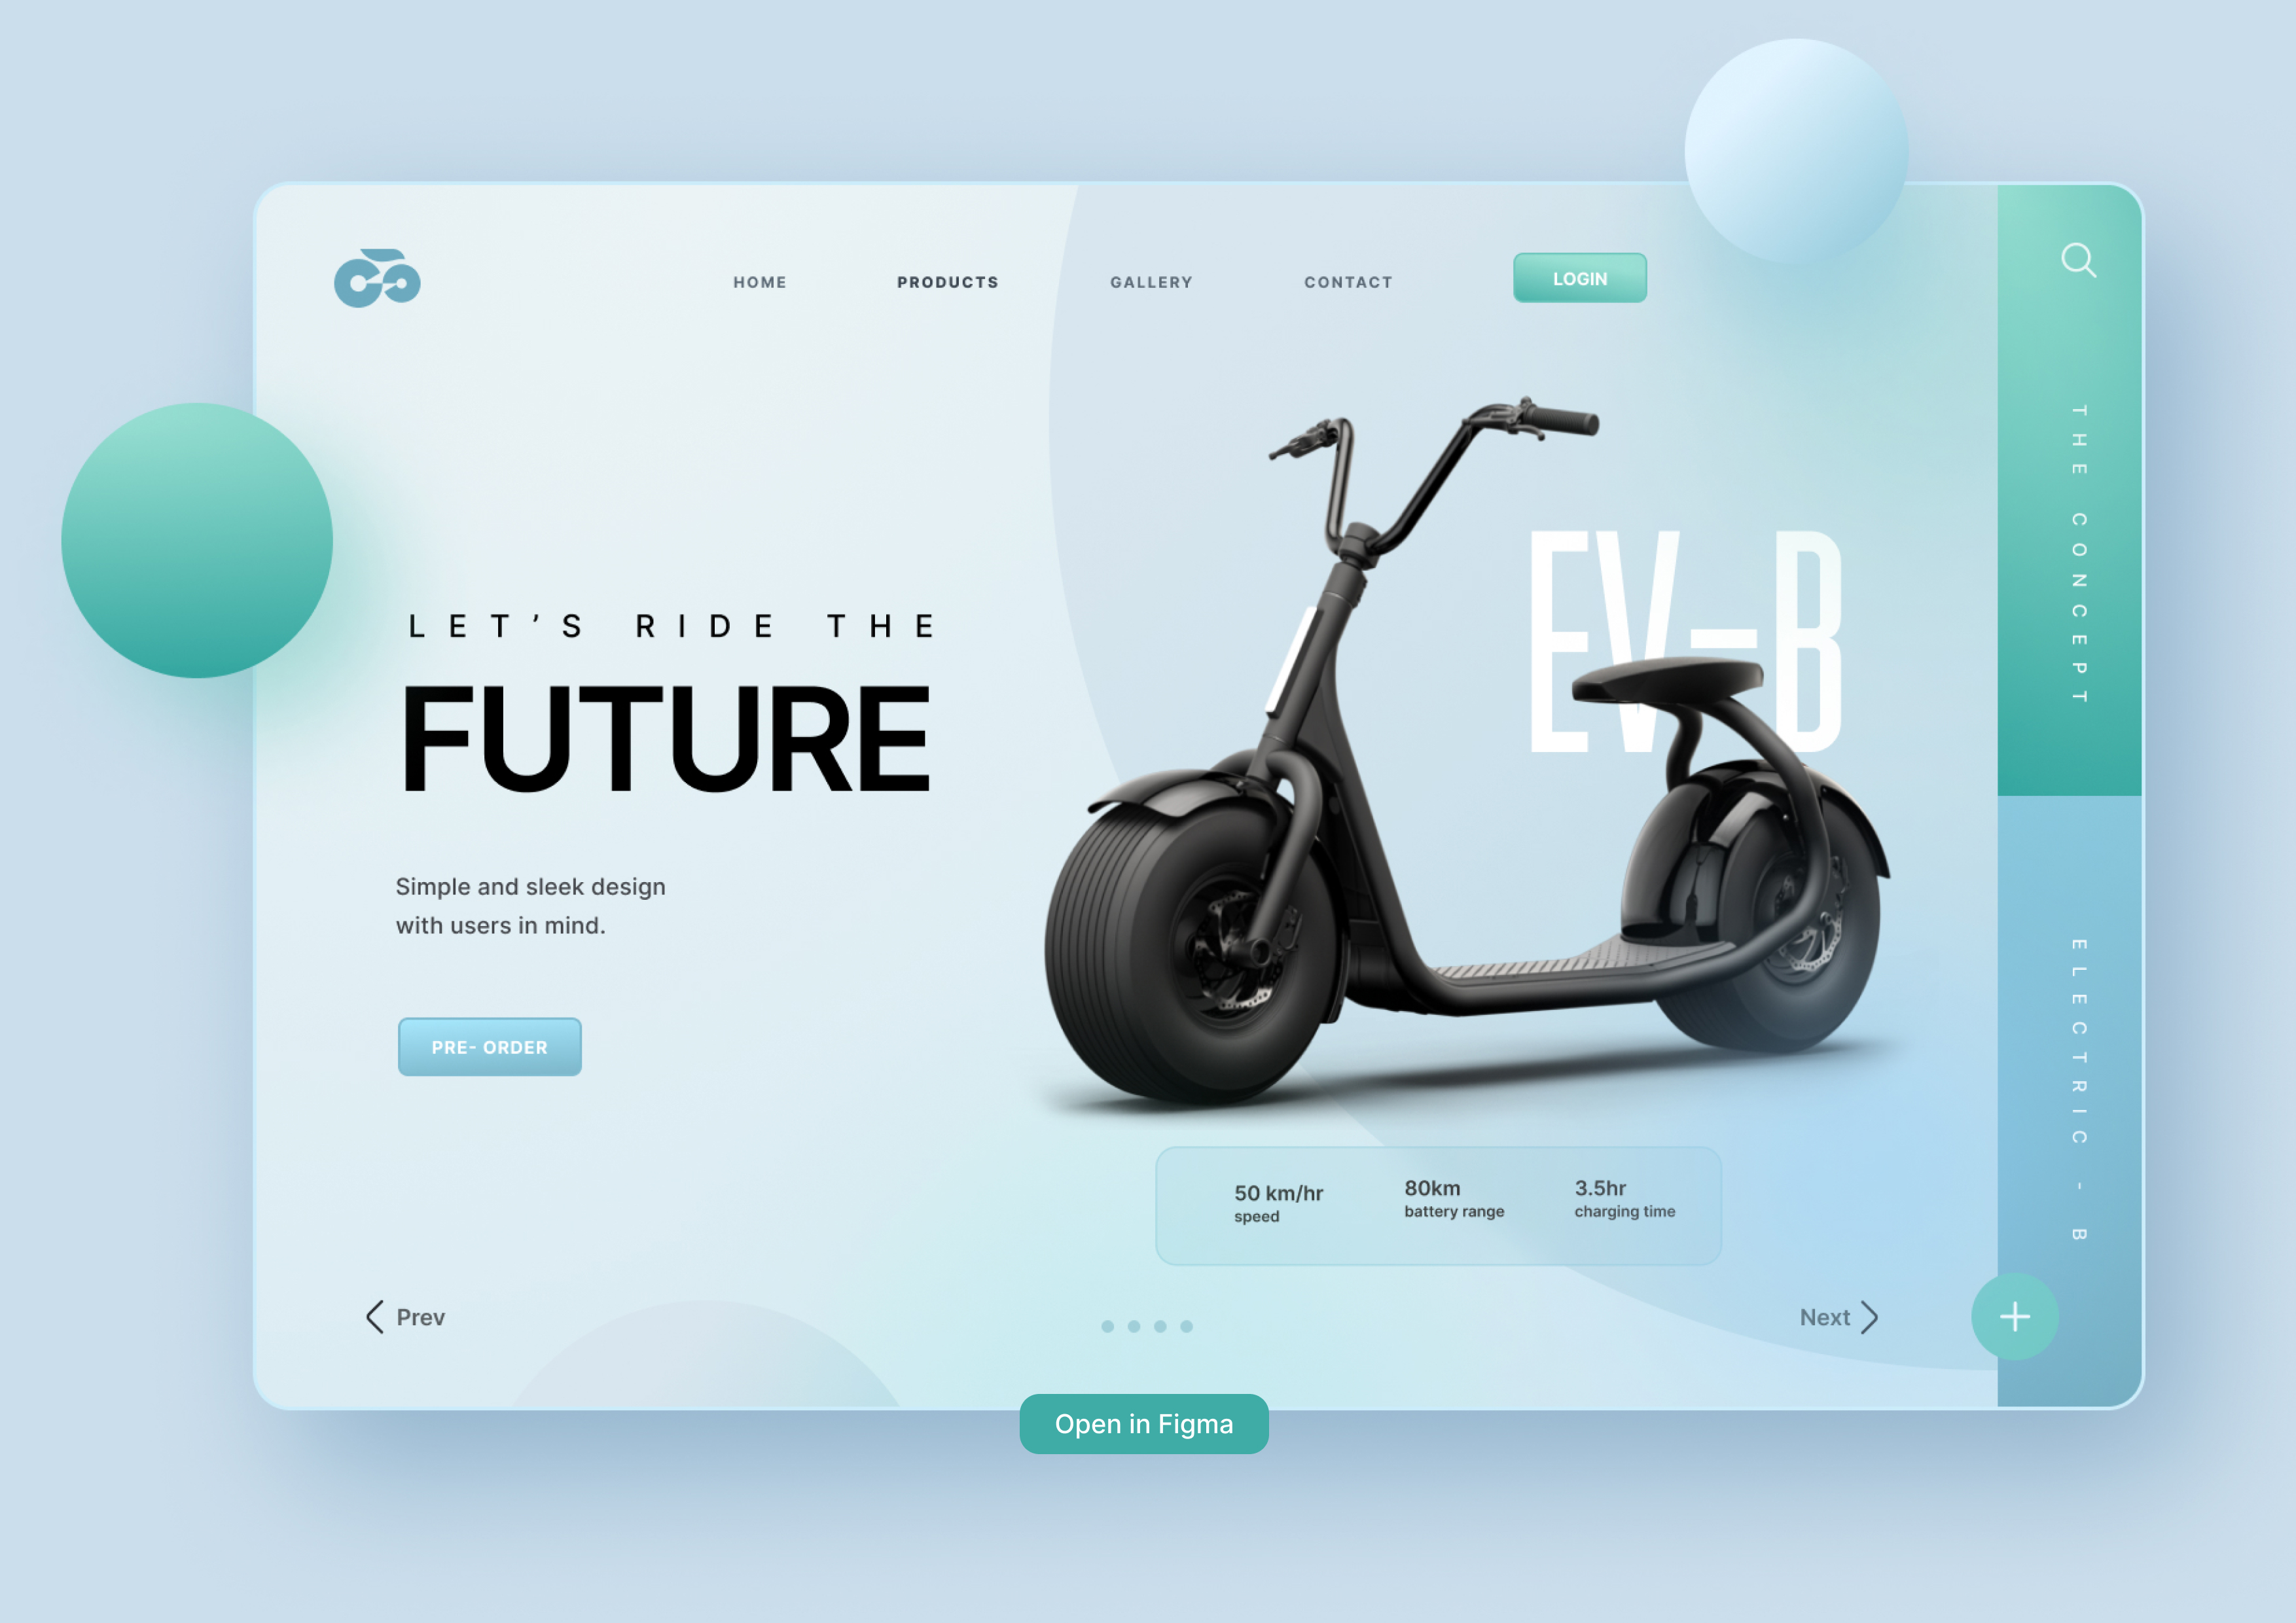 HOME PRODUCTS GALLERY CONTACT LOGIN
LET’S RIDE THE
FUTURE
Simple and sleek design
with users in mind.
PRE- ORDER
EV-B
50 km/hr
speed
80km
battery range
3.5hr
charging time
Prev
Next
THE CONCEPT
ELECTRIC - B
Open in Figma